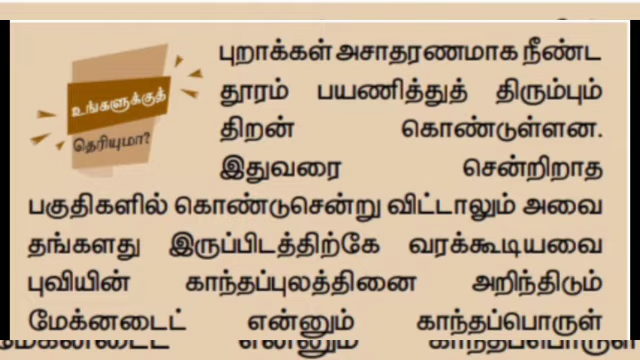 உங்களுக்குத்
தெரியுமா?
புறாக்கள் அசாதரணமாக நீண்ட
தூரம் பயணித்துத் திரும்பும்
திறன் கொண்டுள்ளன.
இதுவரை சென்றிறாத
பகுதிகளில் கொண்டுசென்று விட்டாலும் அவை
தங்களது இருப்பிடத்திற்கே வரக்கூடியவை
புவியின் காந்தப்புலத்தினை அறிந்திடும்
மேக்னடைட் என்னும் காந்தப்பொருள்